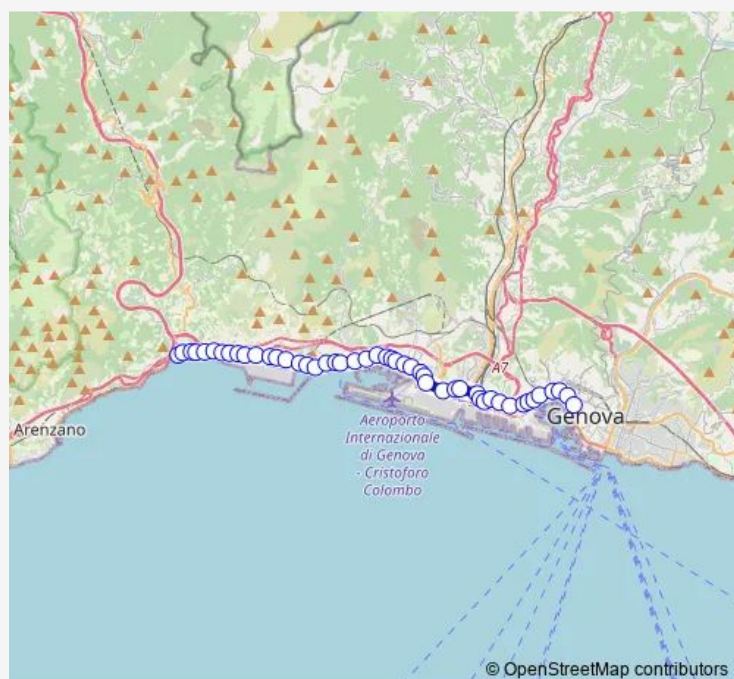 A7
Arenzano
Genova
Aeroporto
Internazionale
di Genova
- Cristoforo
Colombo
© OpenStreetMap contributors